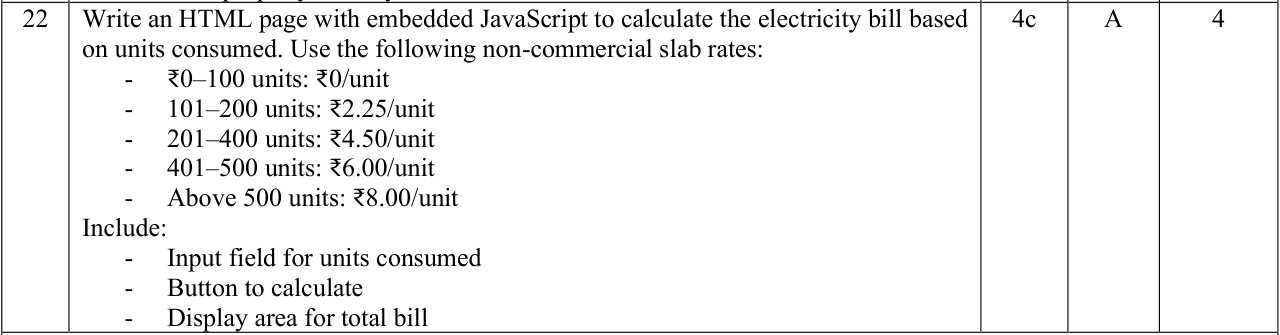 22
Write an HTML page with embedded JavaScript to calculate the electricity bill based
on units consumed. Use the following non-commercial slab rates:
- ₹0–100 units: ₹0/unit
- 101–200 units: ₹2.25/unit
- 201–400 units: ₹4.50/unit
- 401–500 units: ₹6.00/unit
- Above 500 units: ₹8.00/unit
Include:
- Input field for units consumed
- Button to calculate
- Display area for total bill
4c
A
4